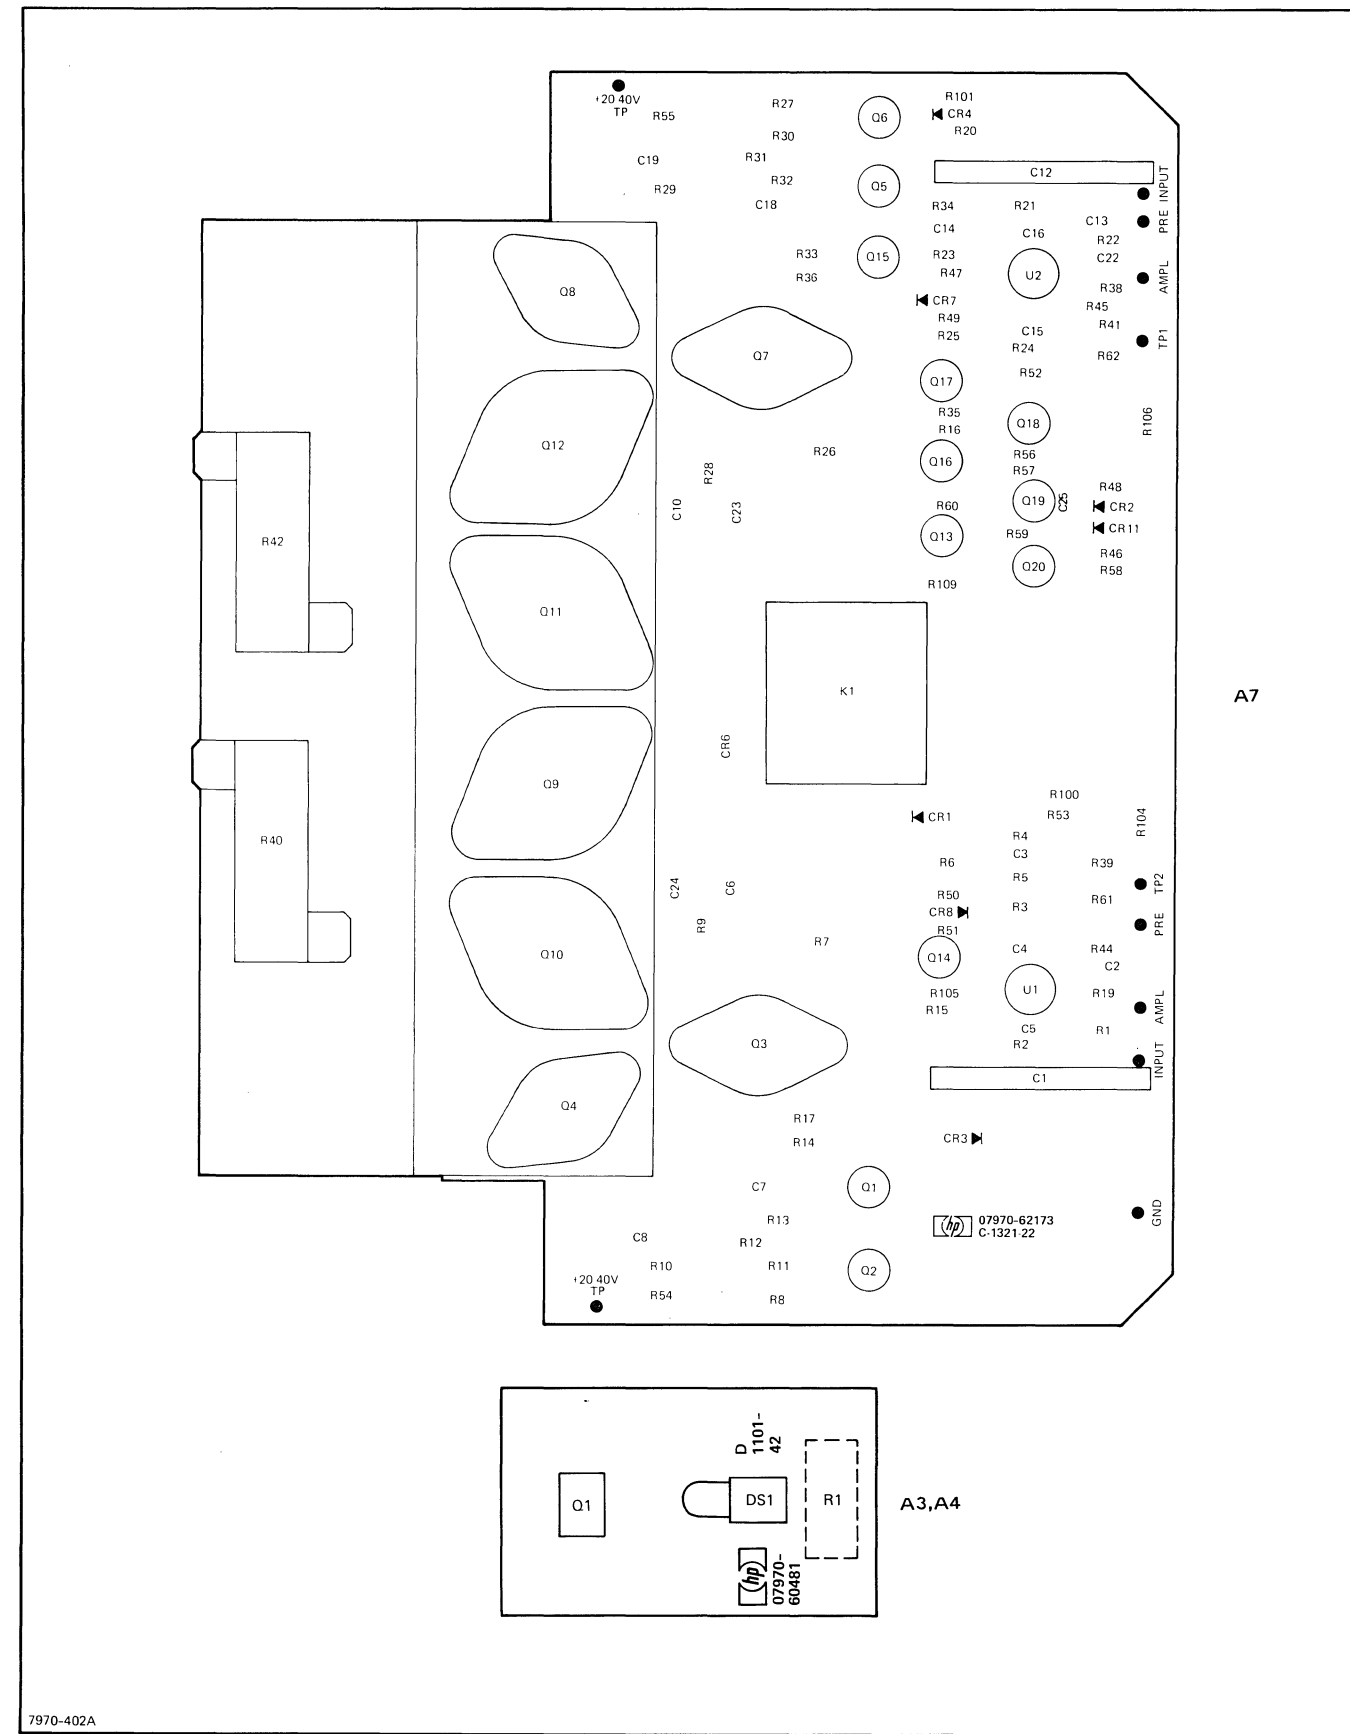 +20 40V
TP
R55
R27
Q6
R101
CR4
R20
R30
C19
R31
R32
R29
C18
Q5
C12
INPUT
PRE
R34
R21
C13
C14
C16
R22
R33
Q15
R23
C22
R36
R47
U2
AMPL
R38
Q8
CR7
R45
R49
C15
R41
R25
R24
TP1
Q7
R62
Q17
R52
R35
R16
Q18
R106
Q12
R26
R28
Q16
R56
R57
C10
C23
R60
Q19
C25
R48
CR2
CR11
Q13
R59
R46
R42
Q20
R58
R109
Q11
K1
A7
CR6
Q9
R100
CR1
R53
R104
R40
R4
C3
R6
R39
R5
TP2
C24
C6
R50
R61
CR8
R3
R9
R51
PRE
R7
C4
R44
Q10
Q14
C2
U1
R105
R19
R15
AMPL
C5
R1
Q3
R2
INPUT
C1
Q4
R17
CR3
R14
C7
Q1
R13
GND
hp
07970-62173
C-1321-22
C8
R12
R10
R11
Q2
+20 40V
TP
R54
R8
D
1101-
42
Q1
DS1
R1
A3,A4
hp
07970-
60481
7970-402A